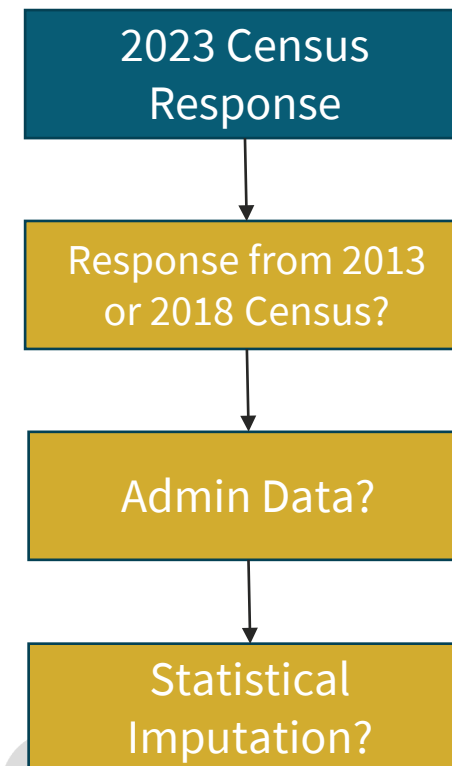 2023 Census
Response
Response from 2013
or 2018 Census?
Admin Data?
Statistical
Imputation?